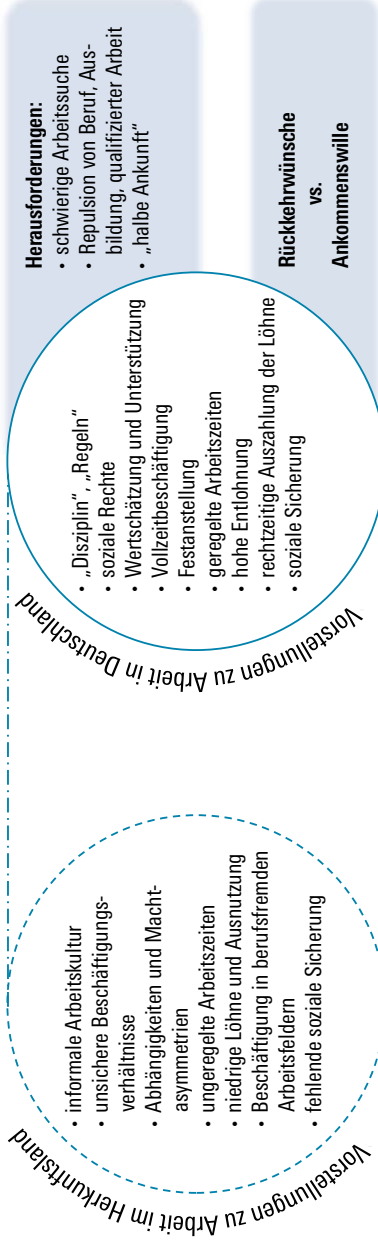 Vorstellungen zu Arbeit im Herkunftsland
• informale Arbeitskultur
• unsichere Beschäftigungs-
verhältnisse
• Abhängigkeiten und Macht-
asymmetrien
• ungeregelte Arbeitszeiten
• niedrige Löhne und Ausnutzung
• Beschäftigung in berufsfremden
Arbeitsfeldern
• fehlende soziale Sicherung
Vorstellungen zu Arbeit in Deutschland
• „Disziplin“, „Regeln“
• soziale Rechte
• Wertschätzung und Unterstützung
• Vollzeitbeschäftigung
• Festanstellung
• geregelte Arbeitszeiten
• hohe Entlohnung
• rechtzeitige Auszahlung der Löhne
• soziale Sicherung
Herausforderungen:
• schwierige Arbeitssuche
• Repulsion von Beruf, Aus-
bildung, qualifizierter Arbeit
• „halbe Ankunft“
Rückkehrwünsche
vs.
Ankommenswille